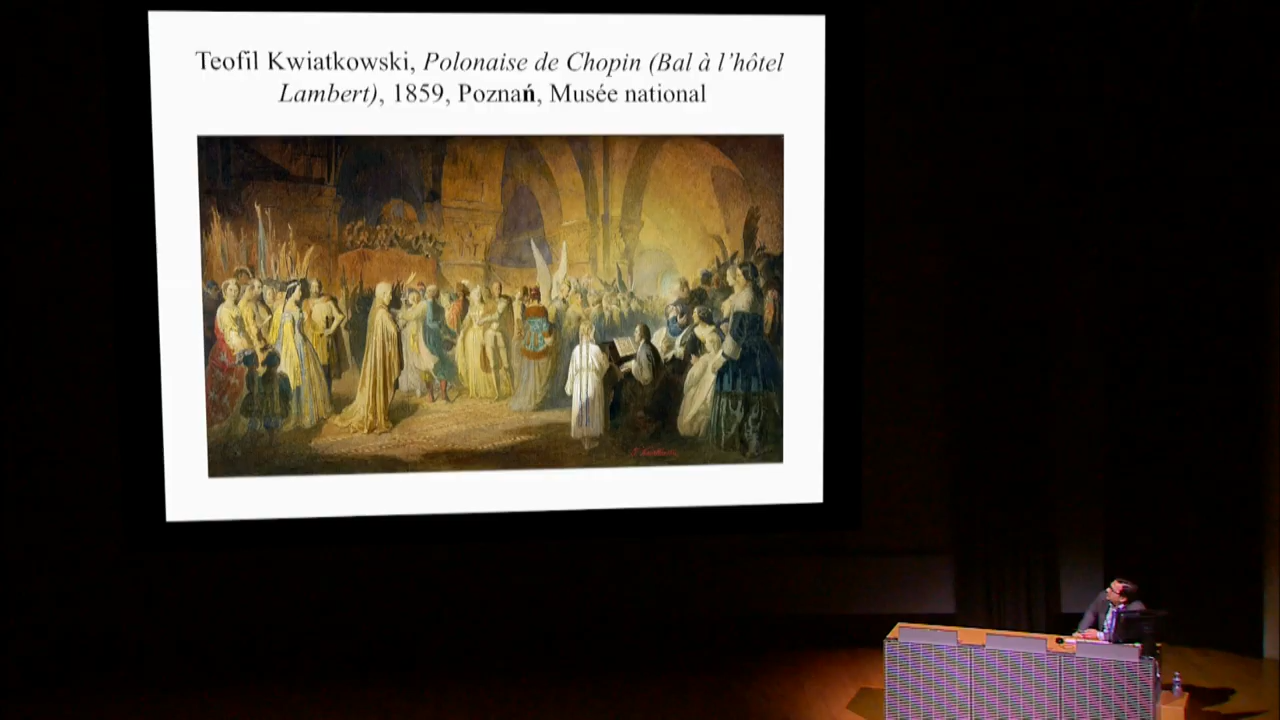 Teofil Kwiatkowski, Polonaise de Chopin (Bal à l’hôtel
Lambert), 1859, Poznań, Musée national